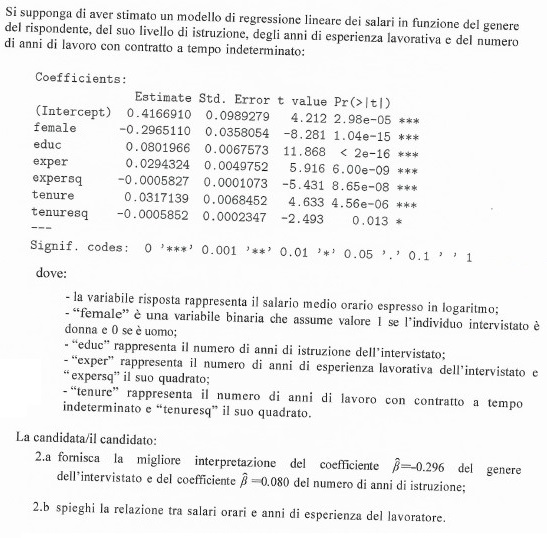 Si supponga di aver stimato un modello di regressione lineare dei salari in funzione del genere
del rispondente, del suo livello di istruzione, degli anni di esperienza lavorativa e del numero
di anni di lavoro con contratto a tempo indeterminato:
Coefficients:
Estimate Std. Error t value Pr(>|t|)
(Intercept) 0.4166910 0.0989279 4.212 2.98e-05 ***
female -0.2965110 0.0358054 -8.281 1.04e-15 ***
educ 0.0801966 0.0067573 11.868 < 2e-16 ***
exper 0.0294324 0.0049752 5.916 6.00e-09 ***
expersq -0.0005827 0.0001073 -5.431 8.65e-08 ***
tenure 0.0317139 0.0068452 4.633 4.56e-06 ***
tenuresq -0.0005852 0.0002347 -2.493 0.013 *
---
Signif. codes: 0 '***' 0.001 '**' 0.01 '*' 0.05 '.' 0.1 ' ' 1
dove:
- la variabile risposta rappresenta il salario medio orario espresso in logaritmo;
- “female” è una variabile binaria che assume valore 1 se l'individuo intervistato è
donna e 0 se è uomo;
- “educ” rappresenta il numero di anni di istruzione dell'intervistato;
- “exper” rappresenta il numero di anni di esperienza lavorativa dell'intervistato e
“expersq” il suo quadrato;
- “tenure” rappresenta il numero di anni di lavoro con contratto a tempo
indeterminato e “tenuresq” il suo quadrato.
La candidata/il candidato:
2.a fornisca la migliore interpretazione del coefficiente β̂=-0.296 del genere
dell'intervistato e del coefficiente β̂ =0.080 del numero di anni di istruzione;
2.b spieghi la relazione tra salari orari e anni di esperienza del lavoratore.